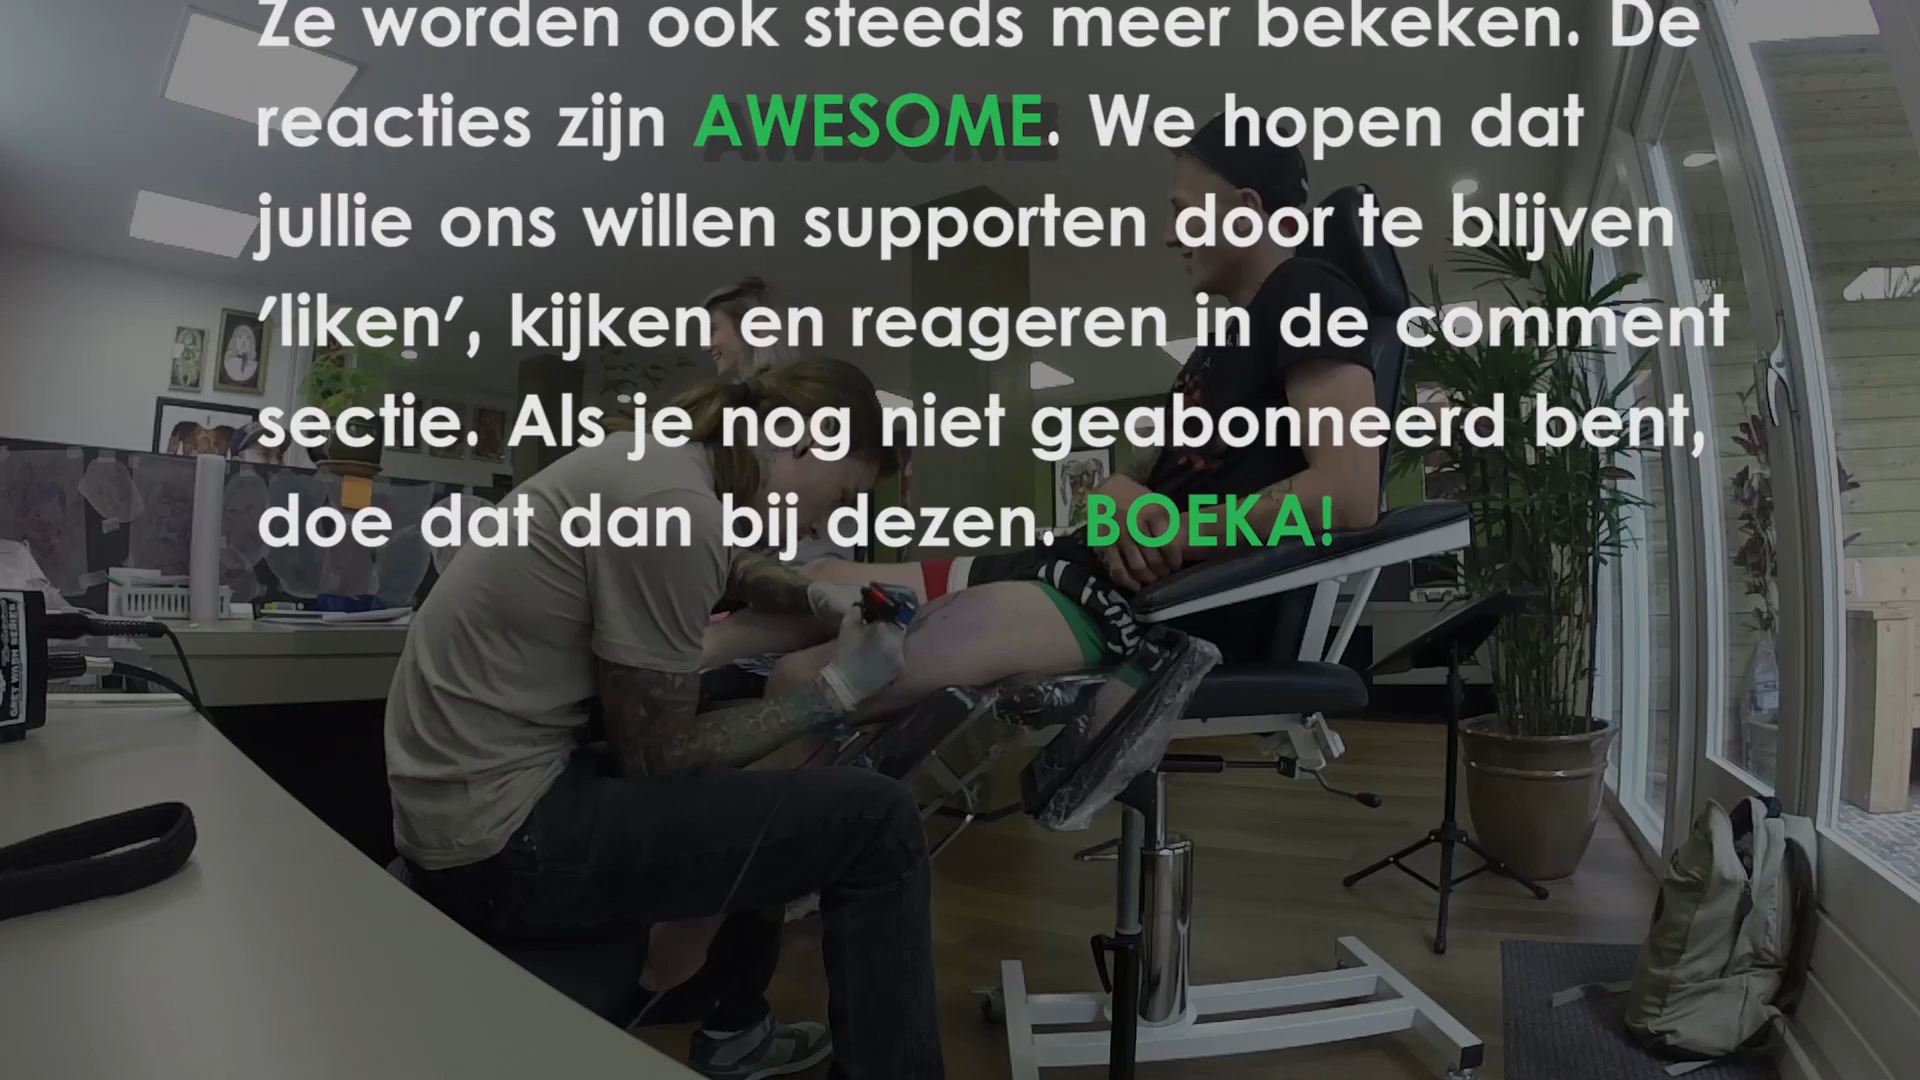 Ze worden ook steeds meer bekeken. De
reacties zijn AWESOME. We hopen dat
jullie ons willen supporten door te blijven
'liken', kijken en reageren in de comment
sectie. Als je nog niet geabonneerd bent,
doe dat dan bij dezen. BOEKA!